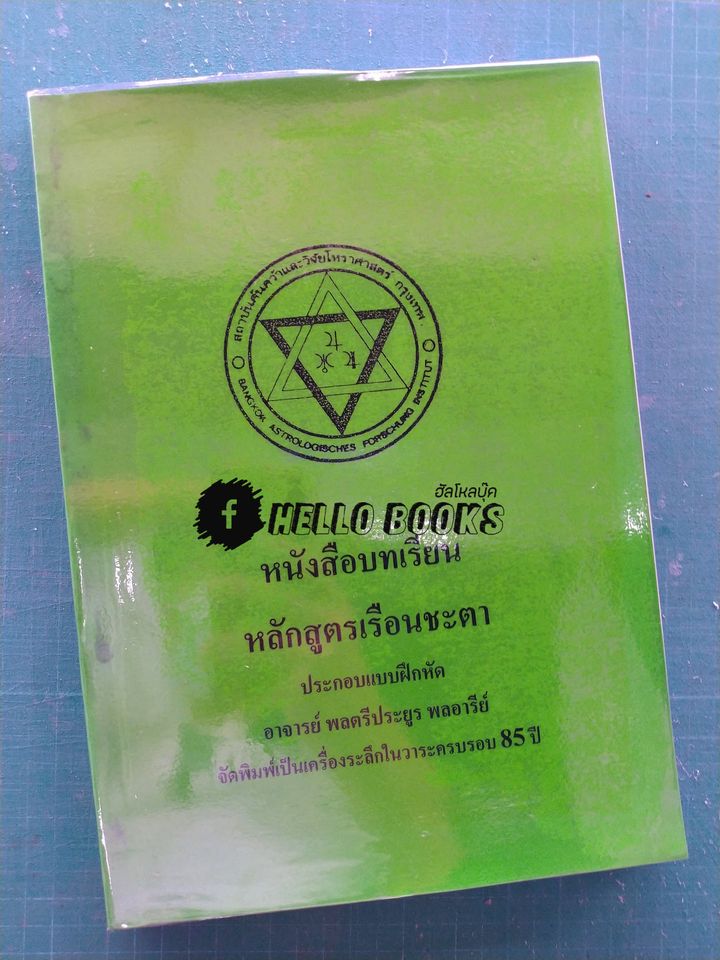 สถาบันค้นคว้าและวิจัยโหราศาสตร์ กรุงเทพฯ
BANGKOK ASTROLOGISCHES FORSCHUNG INSTITUT
ฮัลโหลบุ๊ค
f HELLO BOOKS
หนังสือบทเรียน
หลักสูตรเรือนชะตา
ประกอบแบบฝึกหัด
อาจารย์ พลตรีประยูร พลอารีย์
จัดพิมพ์เป็นเครื่องระลึกในวาระครบรอบ 85 ปี